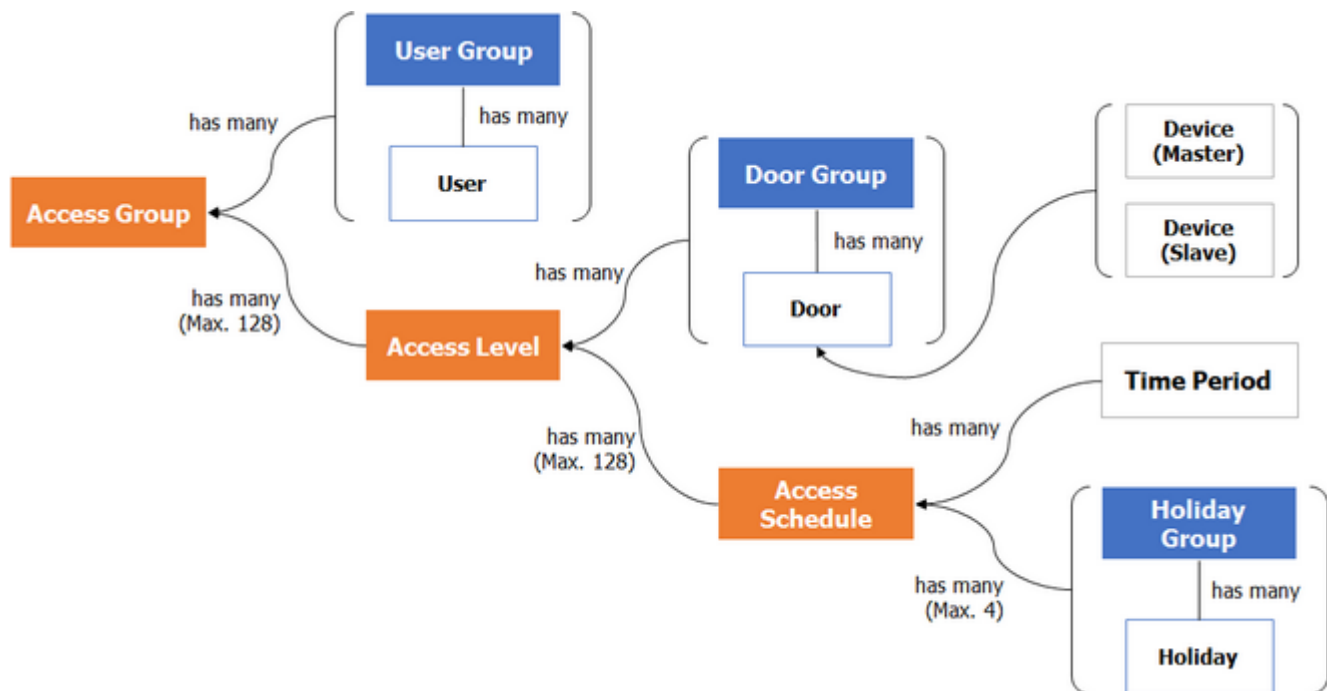 User Group
has many
has many
User
Access Group
has many
(Max. 128)
Access Level
Door Group
has many
has many
Door
Device
(Master)
Device
(Slave)
has many
(Max. 128)
Access
Schedule
Time Period
has many
has many
(Max. 4)
Holiday
Group
has many
Holiday